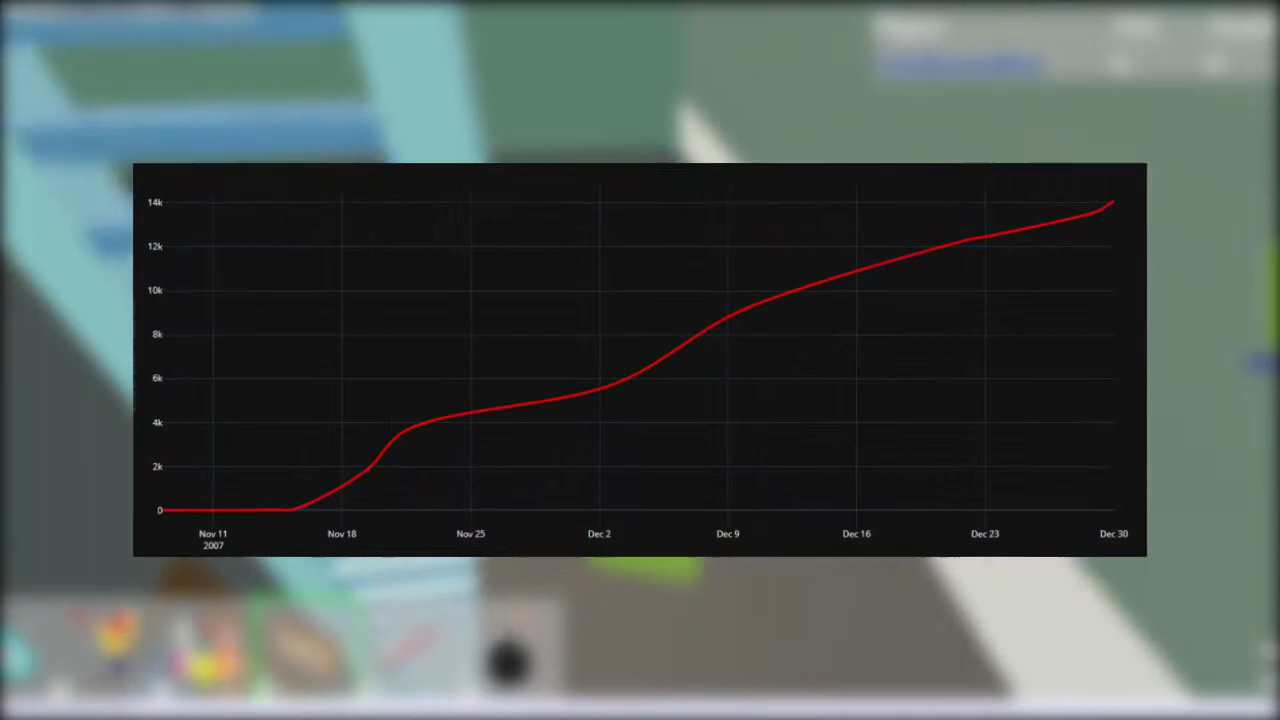 14k
12k
10k
8k
6k
4k
2k
0
Nov 11 Nov 18 Nov 25 Dec 2 Dec 9 Dec 16 Dec 23 Dec 30
2007